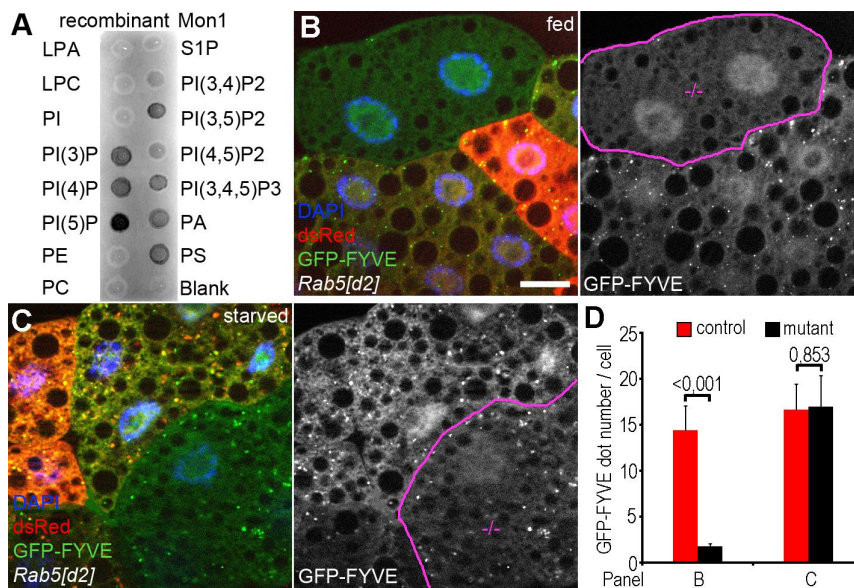 A
recombinant Mon1
LPA S1P
LPC PI(3,4)P2
PI PI(3,5)P2
PI(3)P PI(4,5)P2
PI(4)P PI(3,4,5)P3
PI(5)P PA
PE PS
PC Blank
B
fed
DAPI
dsRed
GFP-FYVE
Rab5[d2]
-/-
GFP-FYVE
C
starved
DAPI
dsRed
GFP-FYVE
Rab5[d2]
-/-
GFP-FYVE
D
control mutant
GFP-FYVE dot number / cell
25
20
15
10
5
0
<0,001
0,853
Panel B C